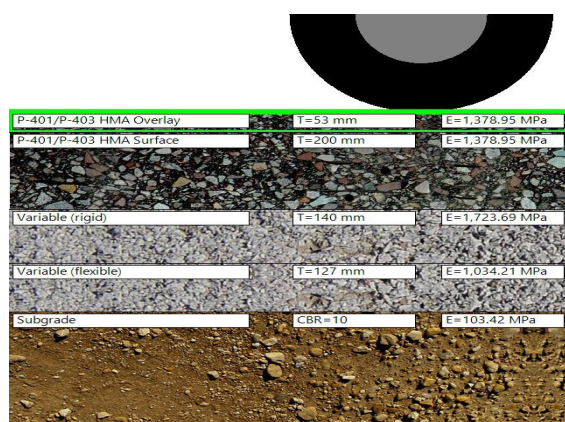 P-401/P-403 HMA Overlay T=53 mm E=1,378.95 MPa
P-401/P-403 HMA Surface T=200 mm E=1,378.95 MPa
Variable (rigid) T=140 mm E=1,723.69 MPa
Variable (flexible) T=127 mm E=1,034.21 MPa
Subgrade CBR=10 E=103.42 MPa